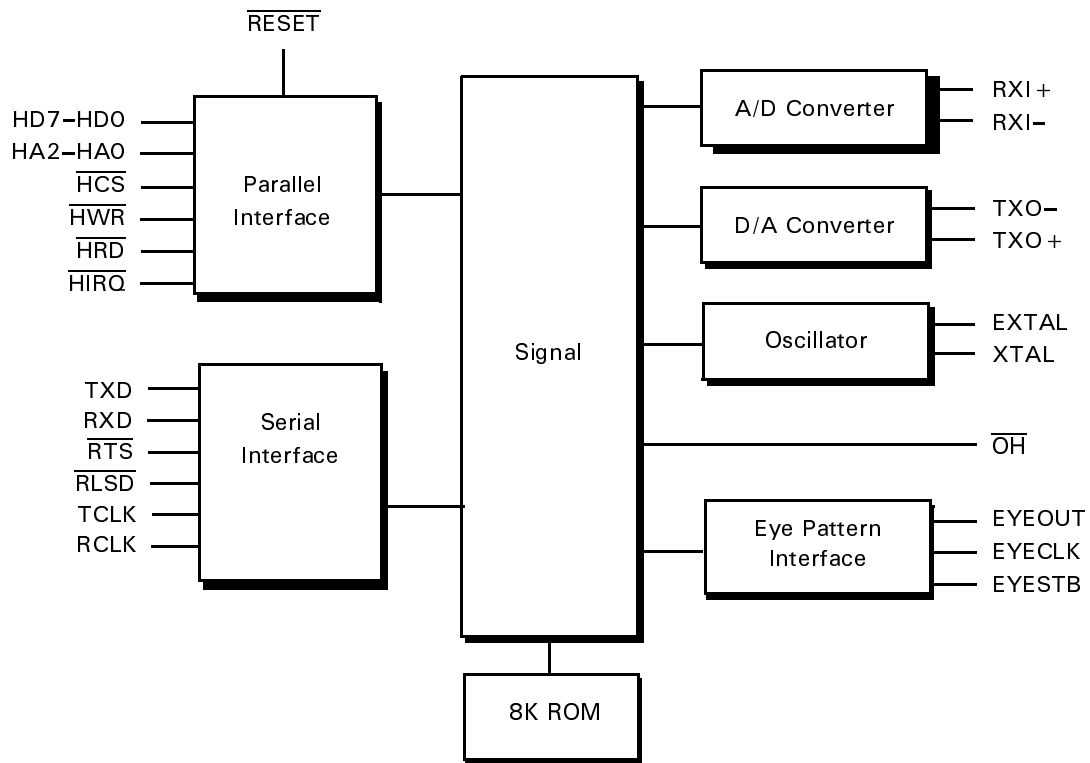 RESET
HD7–HD0
HA2–HA0
HCS
HWR
HRD
HIRQ
Parallel
Interface
TXD
RXD
RTS
RLSD
TCLK
RCLK
Serial
Interface
Signal
8K ROM
A/D Converter
RXI+
RXI–
D/A Converter
TXO–
TXO+
Oscillator
EXTAL
XTAL
OH
Eye Pattern
Interface
EYEOUT
EYECLK
EYESTB